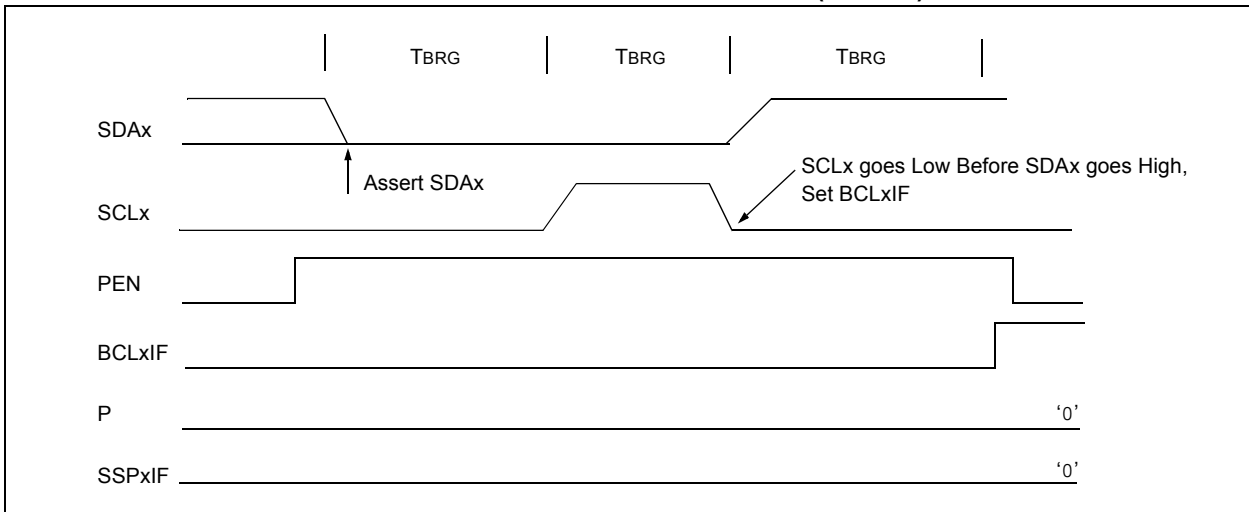 TBRG TBRG TBRG
SDAx
Assert SDAx
SCLx goes Low Before SDAx goes High,
Set BCLxIF
SCLx
PEN
BCLxIF
P '0'
SSPxIF '0'